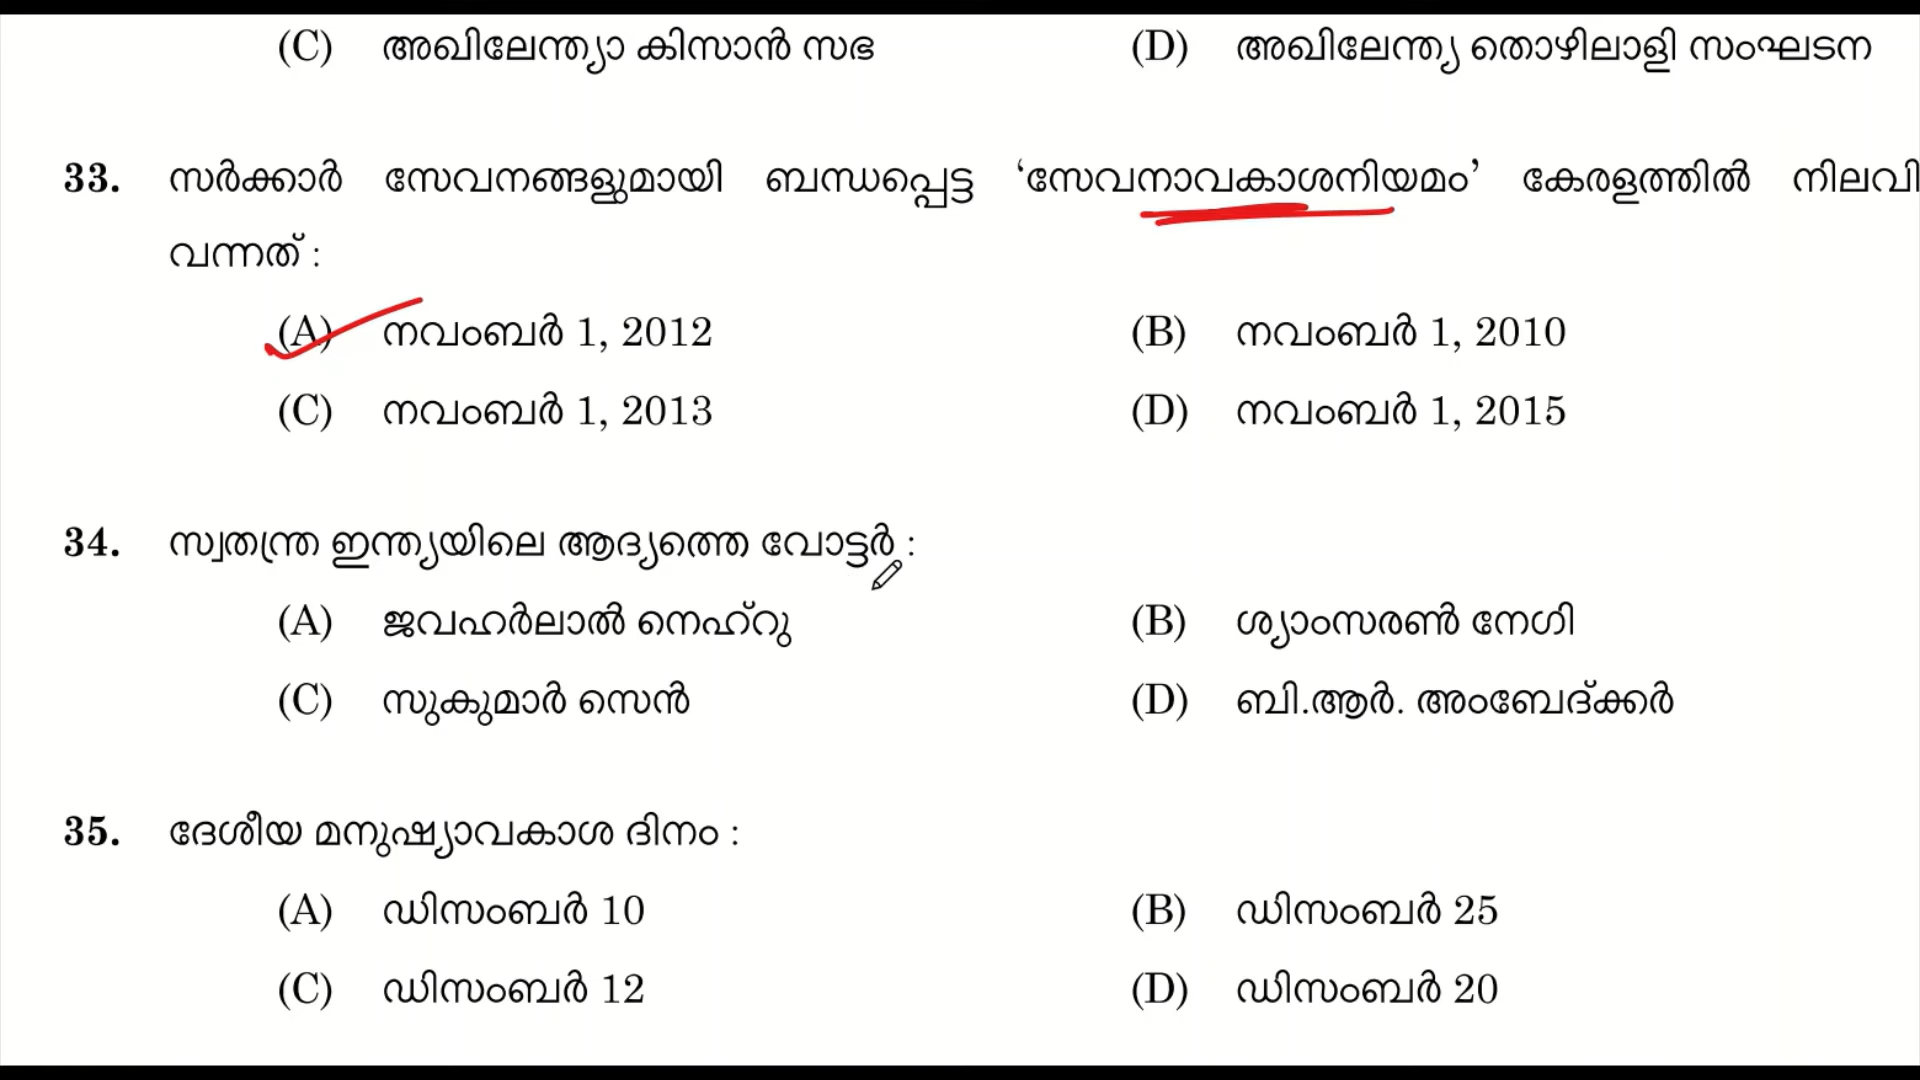 (C) അഖിലേന്ത്യാ കിസാൻ സഭ (D) അഖിലേന്ത്യ തൊഴിലാളി സംഘടന
33. സർക്കാർ സേവനങ്ങളുമായി ബന്ധപ്പെട്ട ‘സേവനാവകാശനിയമം’ കേരളത്തിൽ നിലവി
വന്നത് :
(A) നവംബർ 1, 2012 (B) നവംബർ 1, 2010
(C) നവംബർ 1, 2013 (D) നവംബർ 1, 2015
34. സ്വതന്ത്ര ഇന്ത്യയിലെ ആദ്യത്തെ വോട്ടർ :
(A) ജവഹർലാൽ നെഹ്റു (B) ശ്യാംസരൺ നേഗി
(C) സുകുമാർ സെൻ (D) ബി.ആർ. അംബേദ്ക്കർ
35. ദേശീയ മനുഷ്യാവകാശ ദിനം :
(A) ഡിസംബർ 10 (B) ഡിസംബർ 25
(C) ഡിസംബർ 12 (D) ഡിസംബർ 20